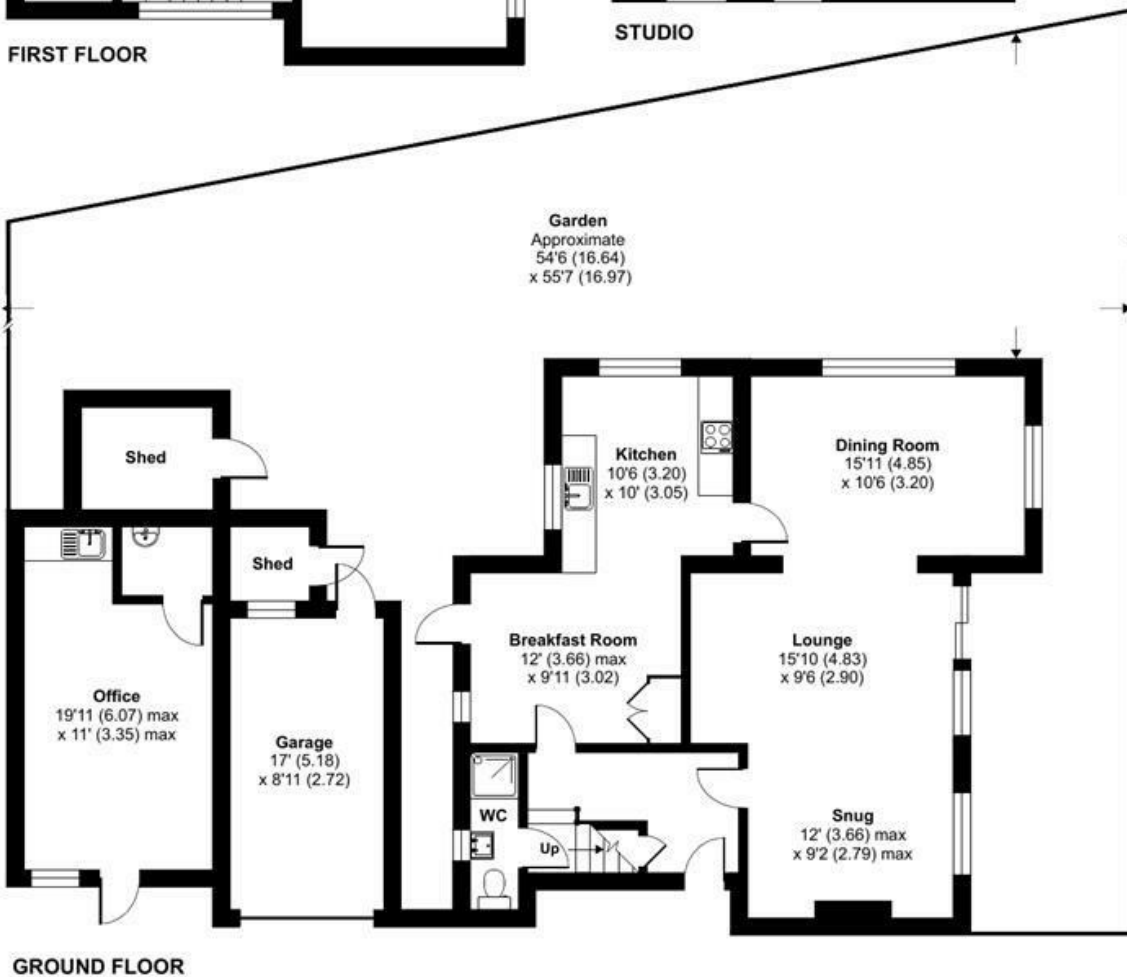 FIRST FLOOR
STUDIO
Garden
Approximate
54'6 (16.64)
x 55'7 (16.97)
Shed
Kitchen
10'6 (3.20)
x 10' (3.05)
Dining Room
15'11 (4.85)
x 10'6 (3.20)
Shed
Breakfast Room
12' (3.66) max
x 9'11 (3.02)
Lounge
15'10 (4.83)
x 9'6 (2.90)
Office
19'11 (6.07) max
x 11' (3.35) max
Garage
17' (5.18)
x 8'11 (2.72)
WC
Up
Snug
12' (3.66) max
x 9'2 (2.79) max
GROUND FLOOR